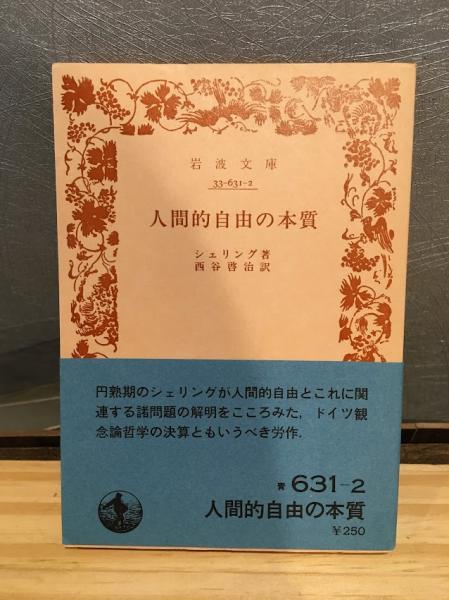 岩波文庫
33-631-2
人間的自由の本質
シェリング著
西谷啓治訳
円熟期のシェリングが人間的自由とこれに関
連する諸問題の解明をこころみた，ドイツ観
念論哲学の決算ともいうべき労作．
青 631-2
人間的自由の本質
¥250